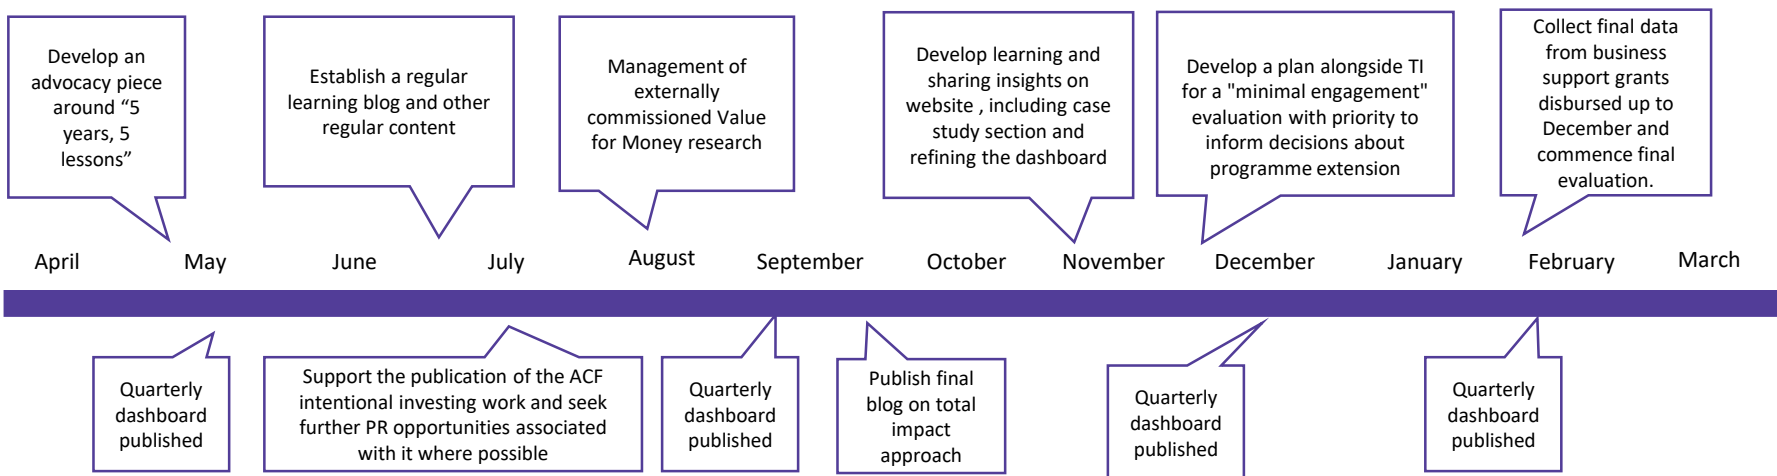 Develop an
advocacy piece
around “5
years, 5
lessons”
Establish a regular
learning blog and other
regular content
Management of
externally
commissioned Value
for Money research
Develop learning and
sharing insights on
website , including case
study section and
refining the dashboard
Develop a plan alongside TI
for a "minimal engagement"
evaluation with priority to
inform decisions about
programme extension
Collect final data
from business
support grants
disbursed up to
December and
commence final
evaluation.
April
May
June
July
August
September
October
November
December
January
February
March
Quarterly
dashboard
published
Support the publication of the ACF
intentional investing work and seek
further PR opportunities associated
with it where possible
Quarterly
dashboard
published
Publish final
blog on total
impact
approach
Quarterly
dashboard
published
Quarterly
dashboard
published